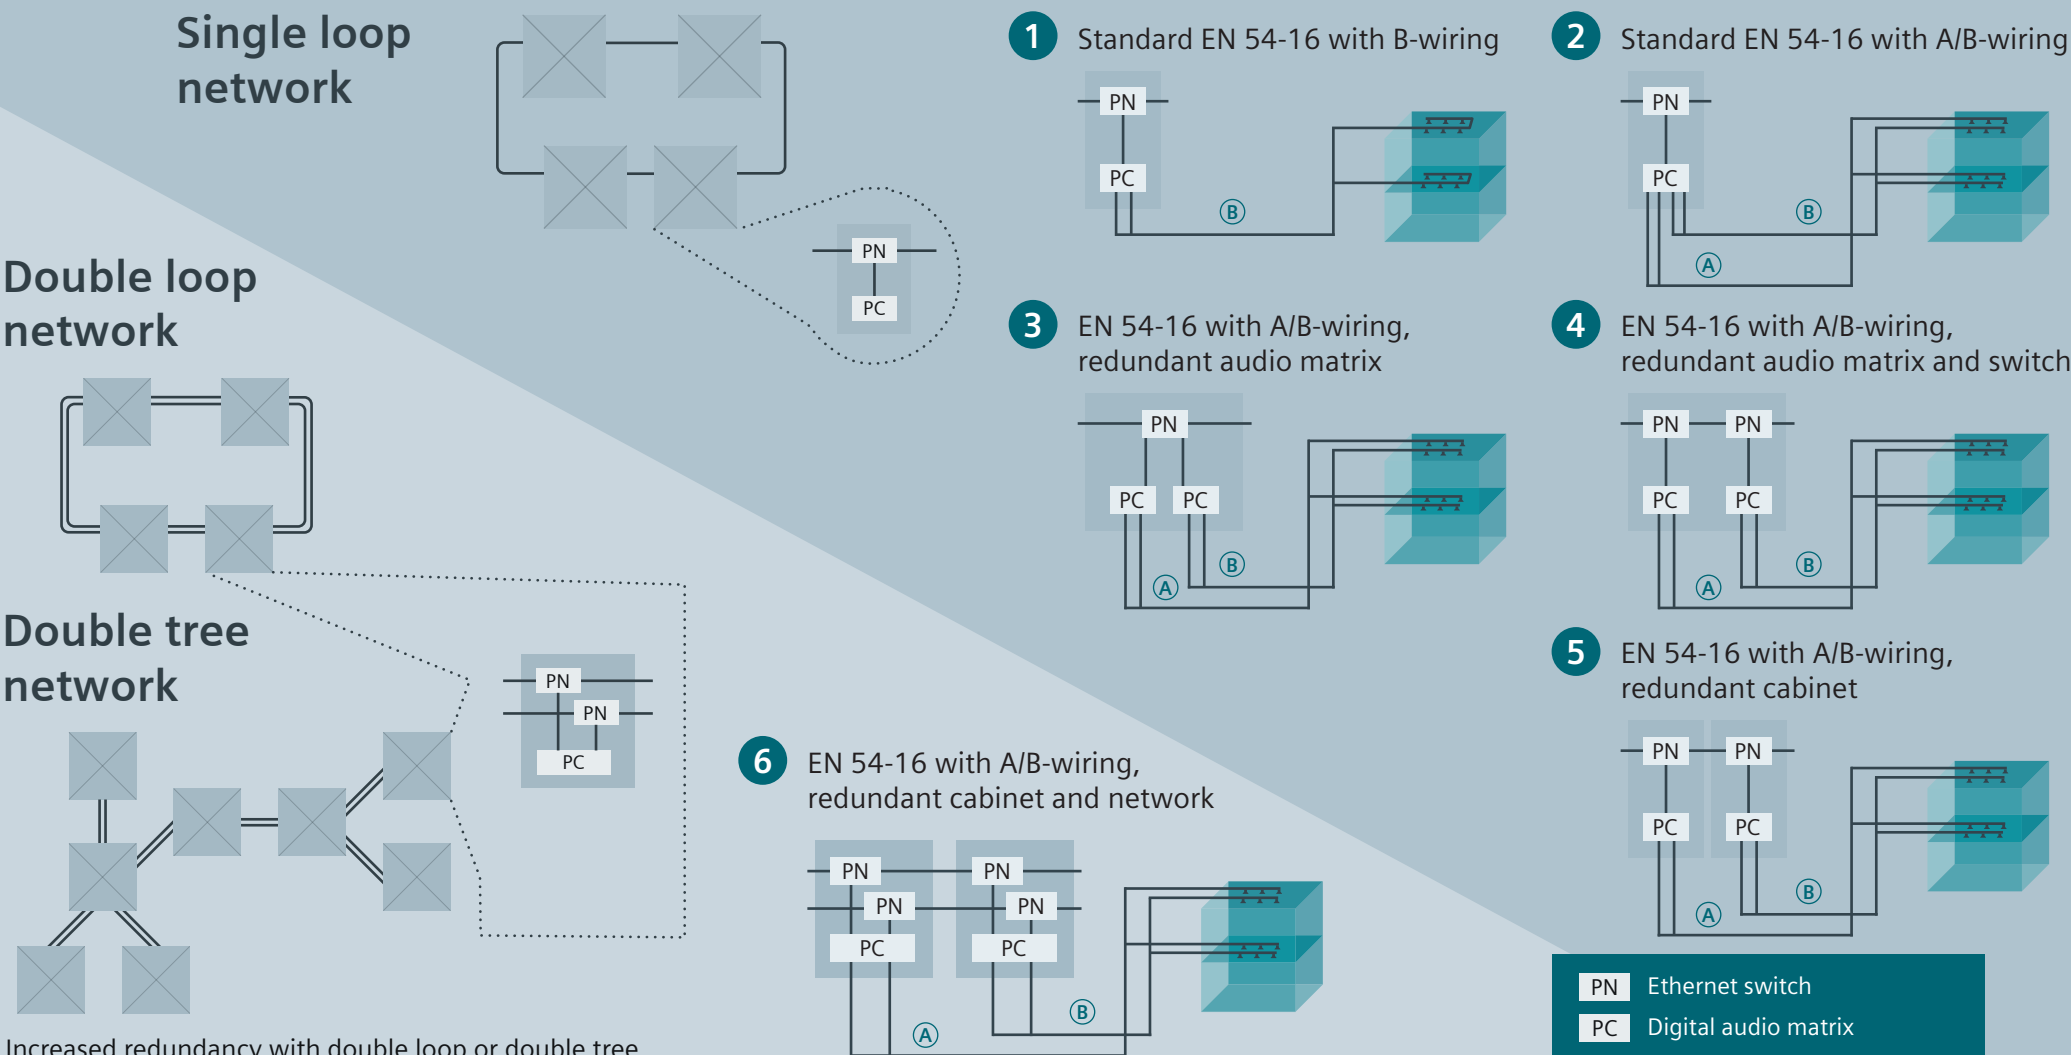 Single loop
network
Double loop
network
Double tree
network
PN
PC
PN
PN
PC
1 Standard EN 54-16 with B-wiring
PN
PC
B
2 Standard EN 54-16 with A/B-wiring
PN
PC
B
A
3 EN 54-16 with A/B-wiring,
redundant audio matrix
PN
PC PC
B
A
4 EN 54-16 with A/B-wiring,
redundant audio matrix and switch
PN PN
PC PC
B
A
5 EN 54-16 with A/B-wiring,
redundant cabinet
PN PN
PC PC
B
A
6 EN 54-16 with A/B-wiring,
redundant cabinet and network
PN PN
PN PN
PC PC
B
A
PN Ethernet switch
PC Digital audio matrix
Increased redundancy with double loop or double tree